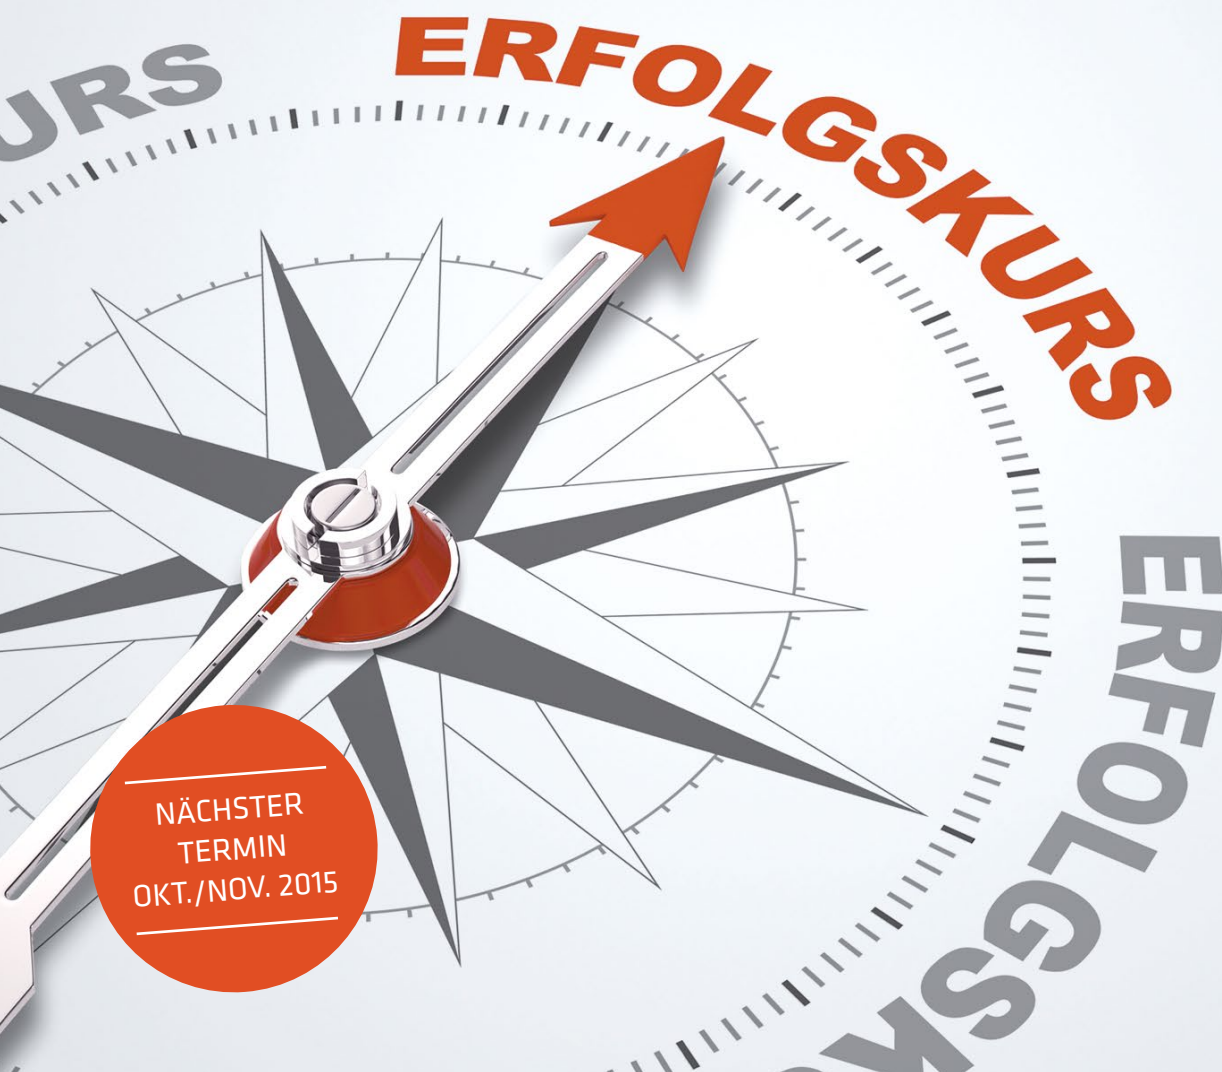 URS
ERFOLGSKURS
ERFOLGSK
NÄCHSTER
TERMIN
OKT./NOV. 2015